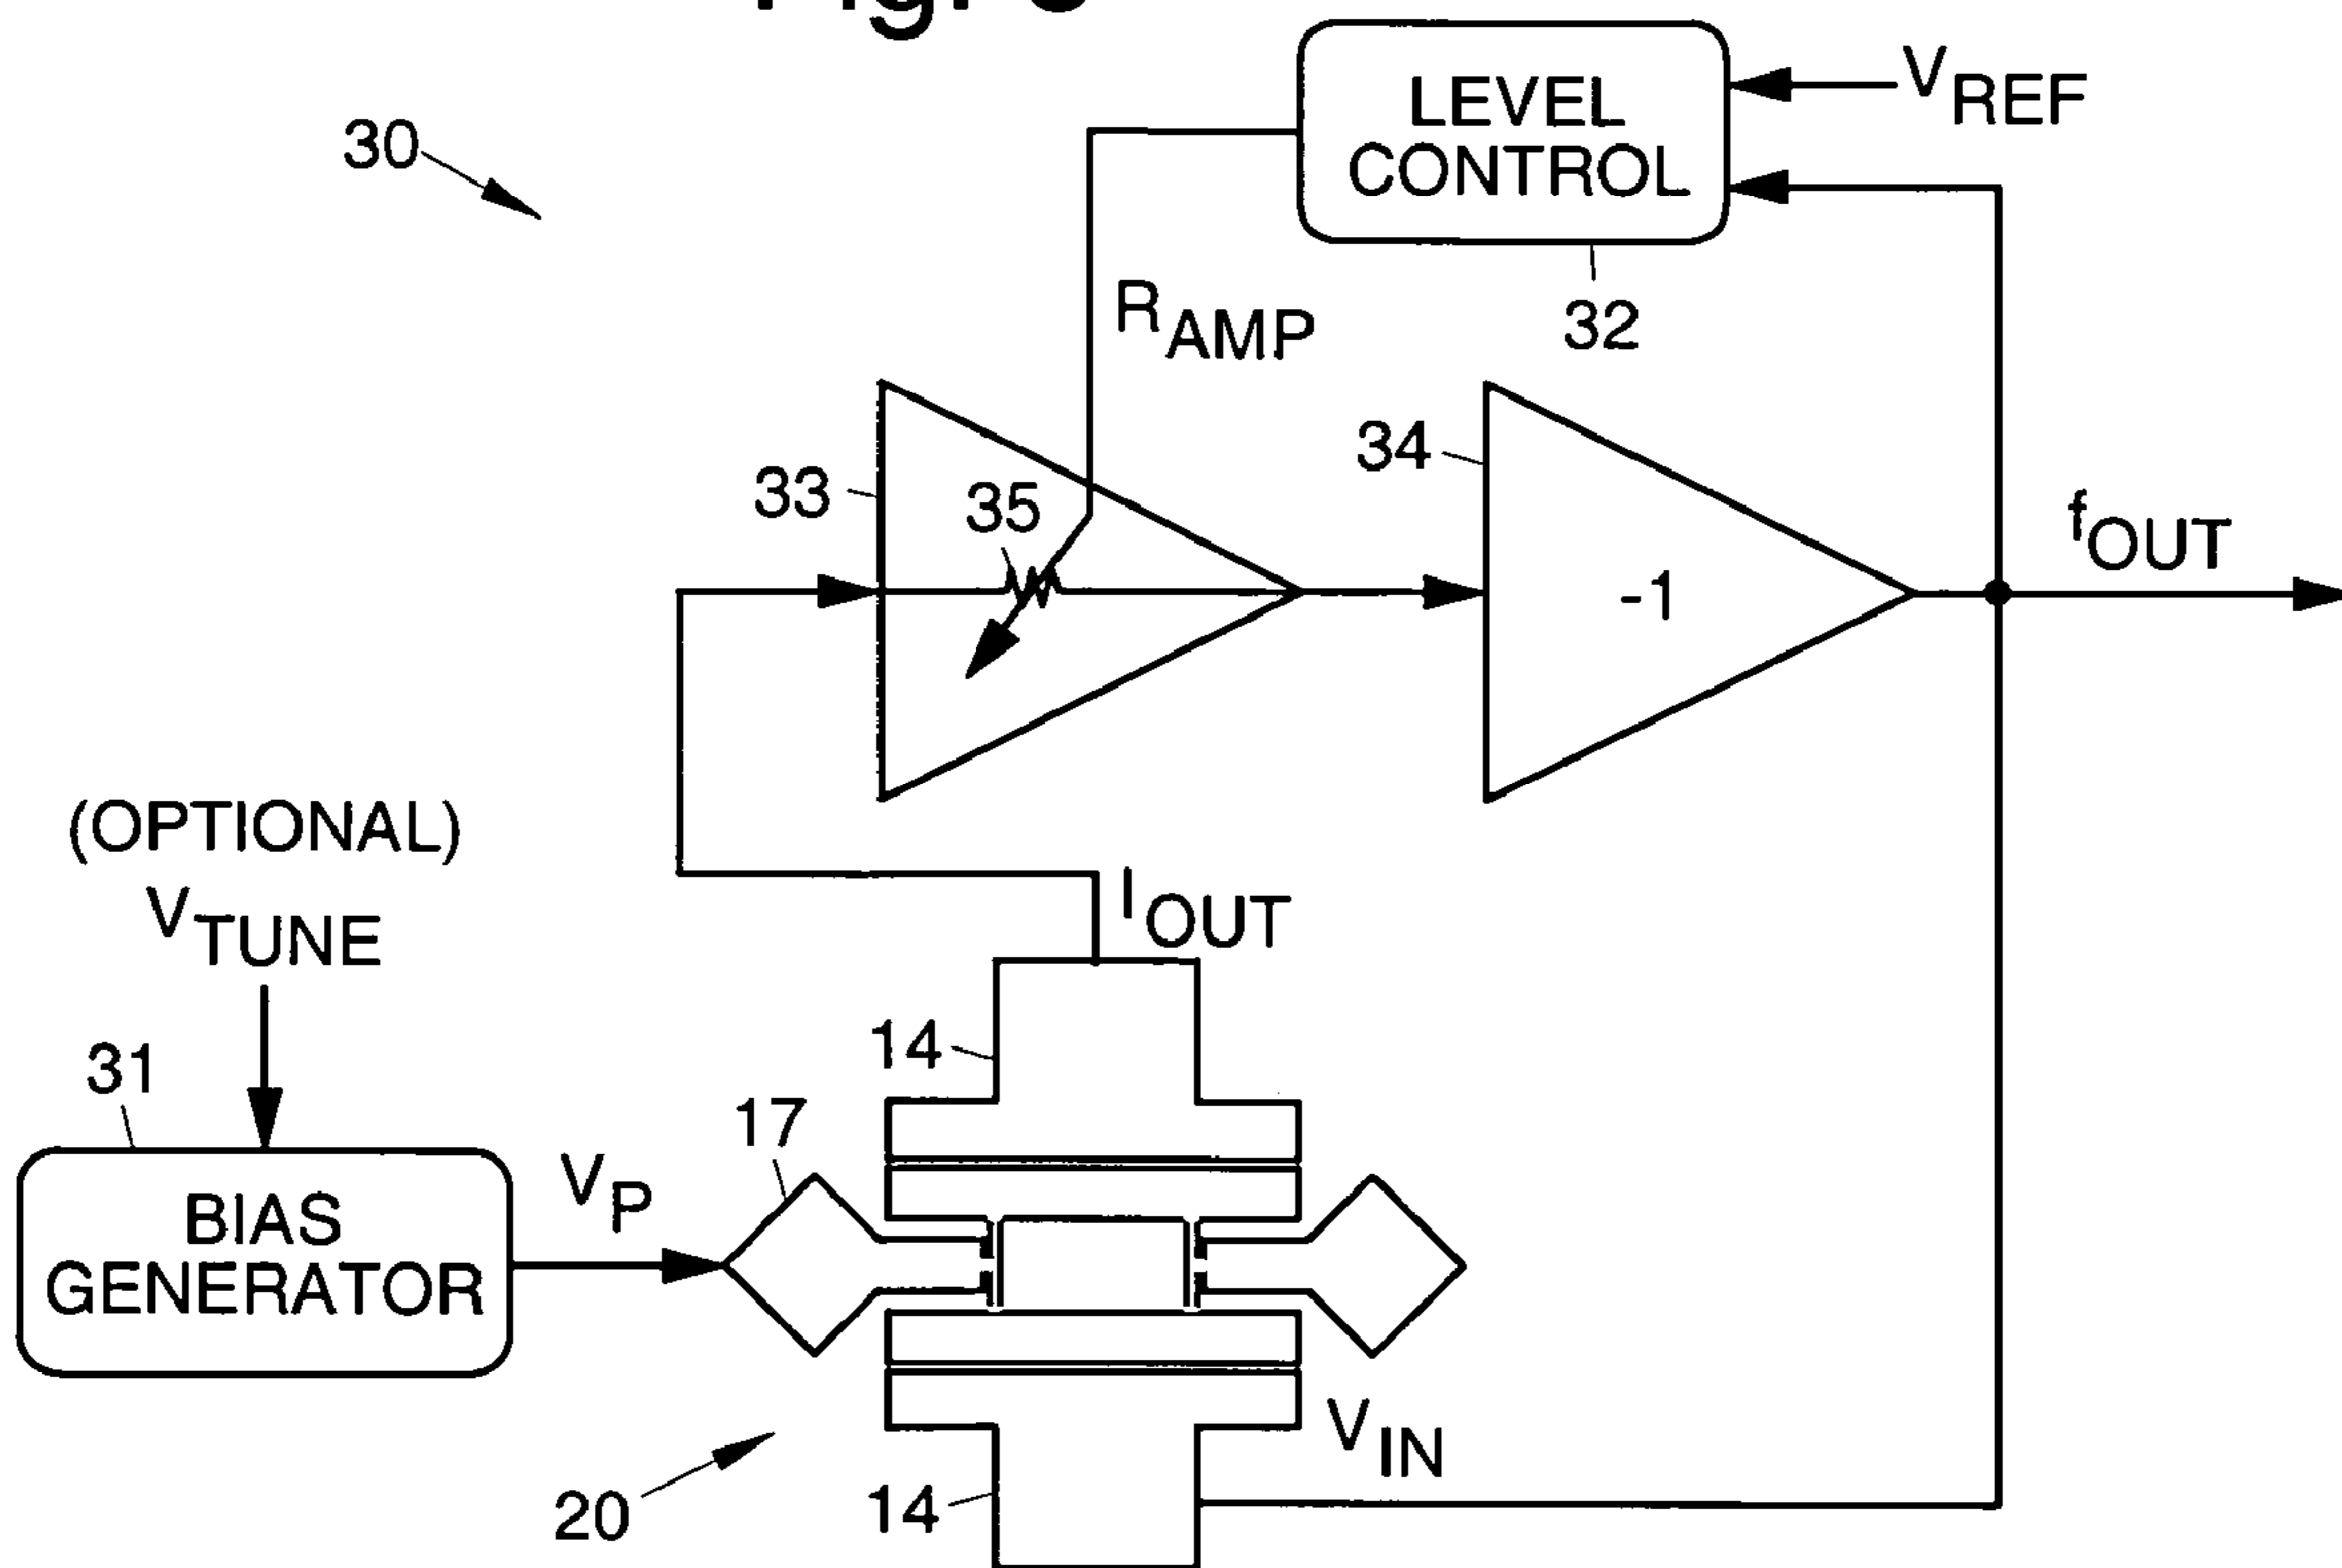 30
LEVEL
CONTROL
VREF
32
RAMP
33
35
34
-1
fOUT
(OPTIONAL)
VTUNE
IOUT
31
14
17
BIAS
GENERATOR
VP
VIN
20
14